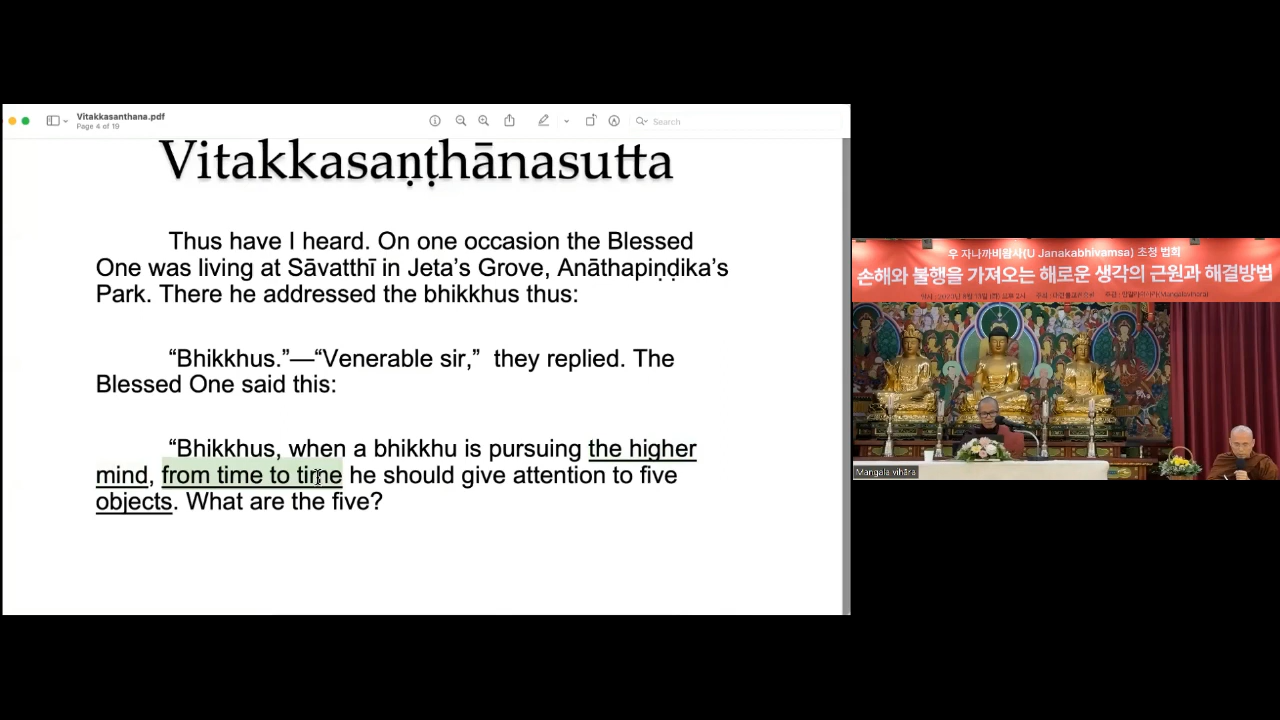 Vitakkasanthana.pdf
Page 4 of 19
Search
Vitakkasaṇṭhānasutta
Thus have I heard. On one occasion the Blessed
One was living at Sāvatthī in Jeta’s Grove, Anāthapiṇḍika’s
Park. There he addressed the bhikkhus thus:
“Bhikkhus.”—“Venerable sir,” they replied. The
Blessed One said this:
“Bhikkhus, when a bhikkhu is pursuing the higher
mind, from time to time he should give attention to five
objects. What are the five?
우 자나까비왐사(U Janakabhivamsa) 초청 법회
손해와 불행을 가져오는 해로운 생각의 근원과 해결방법
Mangala vihāra